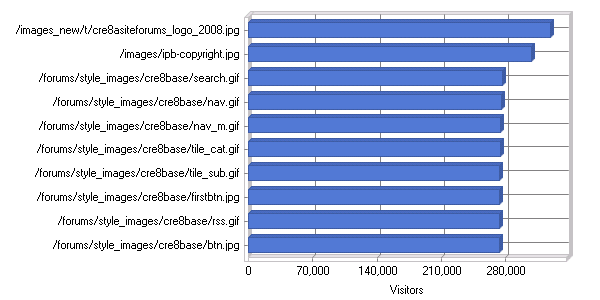 /images_new/t/cre8asiteforums_logo_2008.jpg
/images/ipb-copyright.jpg
/forums/style_images/cre8base/search.gif
/forums/style_images/cre8base/nav.gif
/forums/style_images/cre8base/nav_m.gif
/forums/style_images/cre8base/tile_cat.gif
/forums/style_images/cre8base/tile_sub.gif
/forums/style_images/cre8base/firstbtn.jpg
/forums/style_images/cre8base/rss.gif
/forums/style_images/cre8base/btn.jpg
0 70,000 140,000 210,000 280,000
Visitors